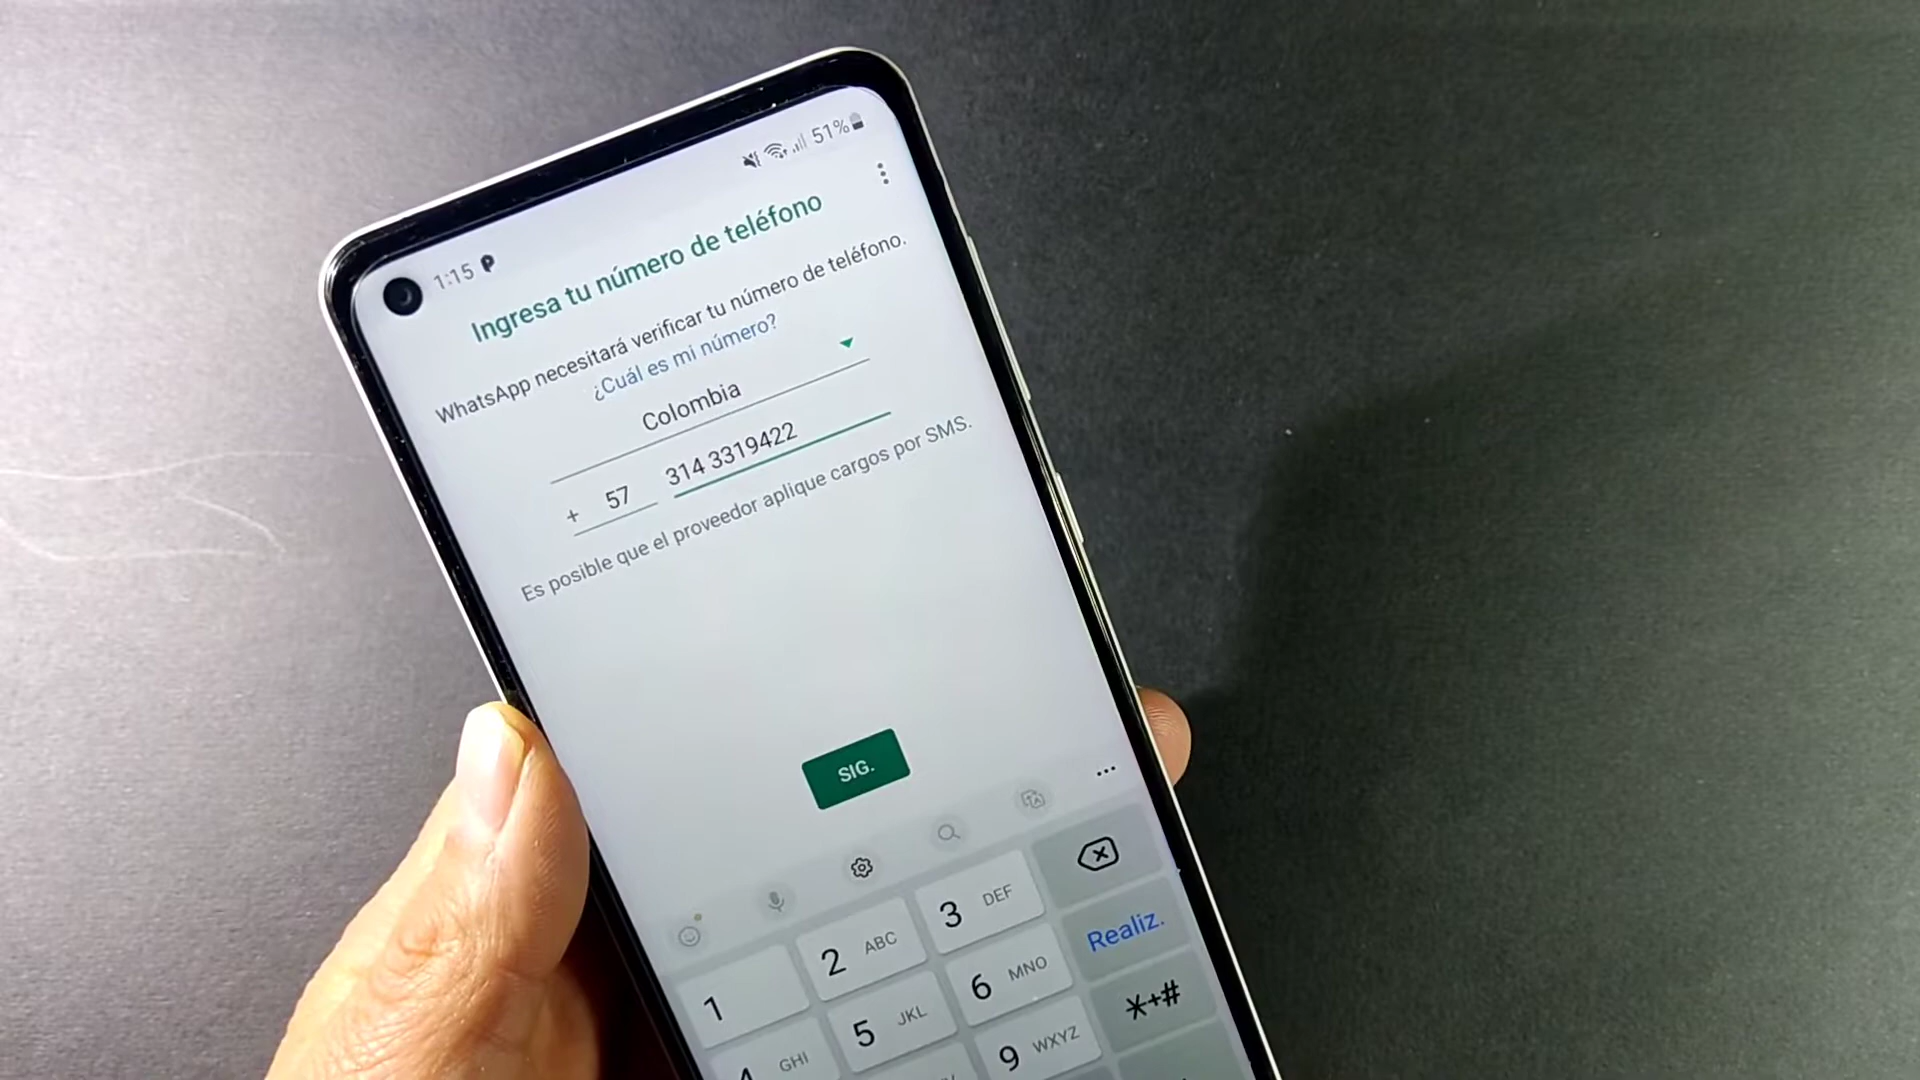 1:15 51%
Ingresa tu número de teléfono
WhatsApp necesitará verificar tu número de teléfono.
¿Cuál es mi número?
Colombia
+ 57 314 3319422
Es posible que el proveedor aplique cargos por SMS.
SIG.
1 2 ABC 3 DEF
4 GHI 5 JKL 6 MNO Realiz.
9 WXYZ *+#